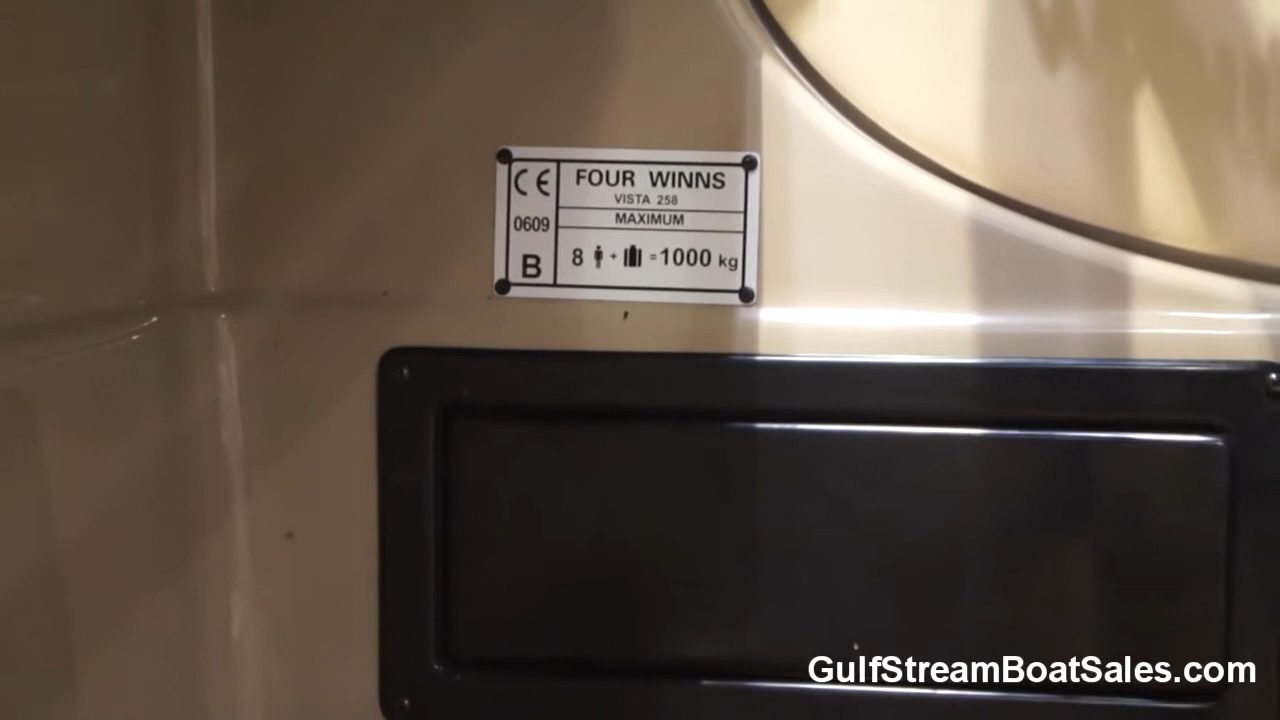 CE
0609
B
FOUR WINNS
VISTA 258
MAXIMUM
8 + = 1000 kg
GulfStreamBoatSales.com